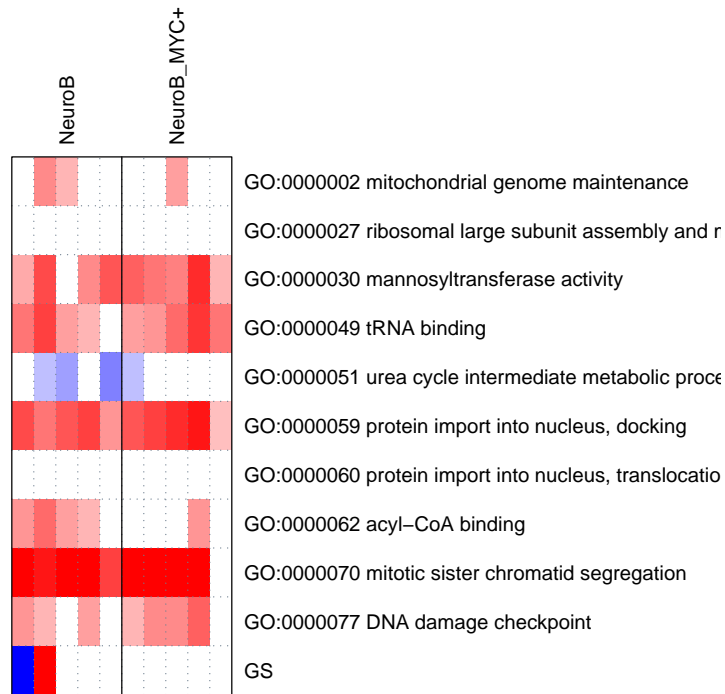 NeuroB
NeuroB_MYC+
GO:0000002 mitochondrial genome maintenance
GO:0000027 ribosomal large subunit assembly and
GO:0000030 mannosyltransferase activity
GO:0000049 tRNA binding
GO:0000051 urea cycle intermediate metabolic
GO:0000059 protein import into nucleus, docking
GO:0000060 protein import into nucleus,
GO:0000062 acyl−CoA binding
GO:0000070 mitotic sister chromatid segregation
GO:0000077 DNA damage checkpoint
GS